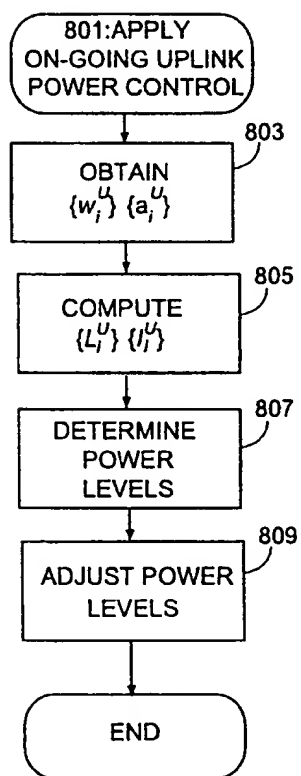 801:APPLY
ON-GOING UPLINK
POWER CONTROL
803
OBTAIN
{w_i^u} {a_i^u}
805
COMPUTE
{L_i^u} {I_i^u}
807
DETERMINE
POWER
LEVELS
809
ADJUST POWER
LEVELS
END